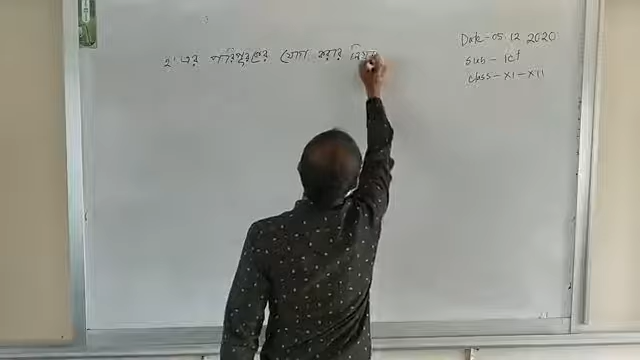 ২' এর পরিপূরকের যোগ করার নিয়ম
Date - 05.12.2020
Sub - ICT
Class - XI - XII